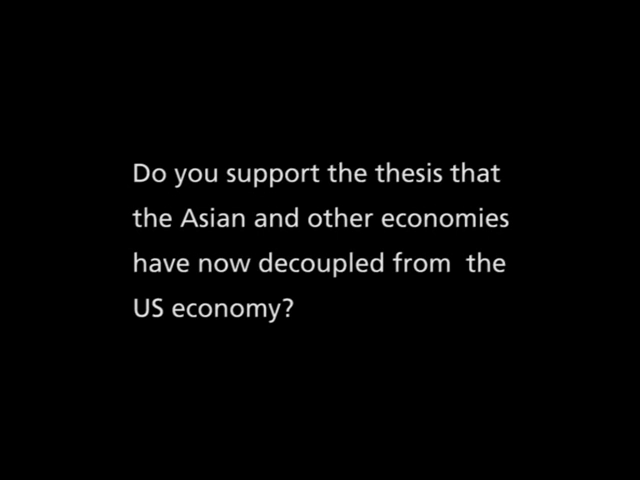 Do you support the thesis that
the Asian and other economies
have now decoupled from  the
US economy?